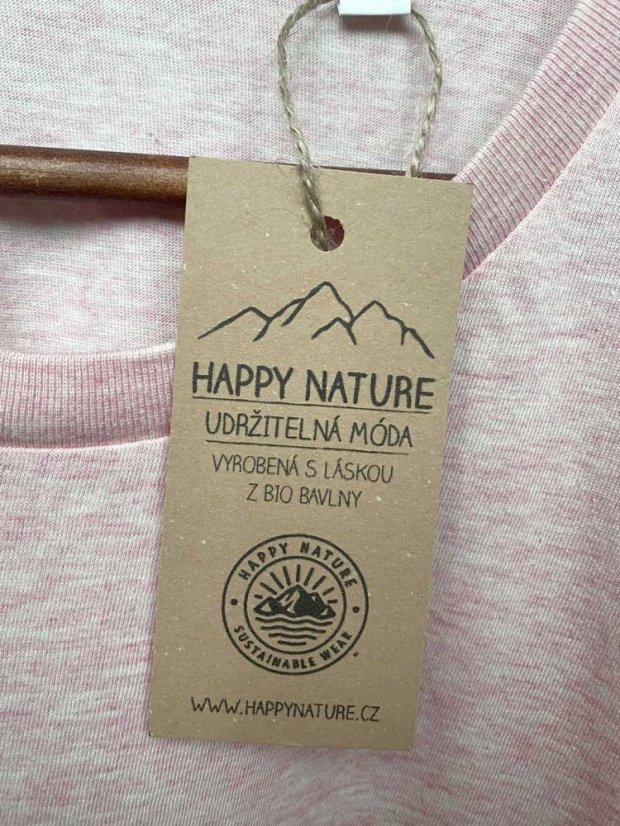 HAPPY NATURE
UDRŽITELNÁ MÓDA
VYROBENÁ S LÁSKOU
Z BIO BAVLNY
HAPPY NATURE
SUSTAINABLE WEAR
WWW.HAPPYNATURE.CZ